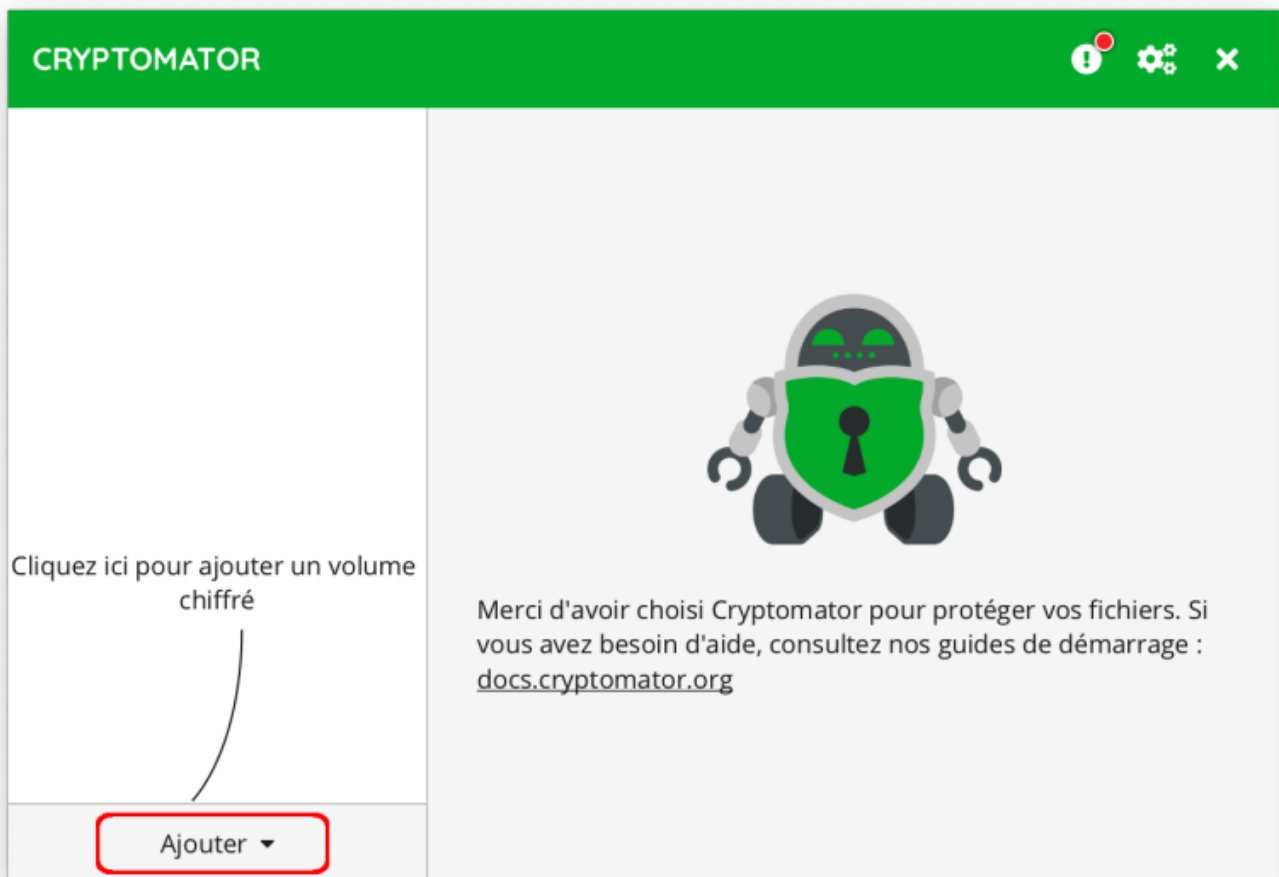 CRYPTOMATOR
Cliquez ici pour ajouter un volume
chiffré
Merci d'avoir choisi Cryptomator pour protéger vos fichiers. Si
vous avez besoin d'aide, consultez nos guides de démarrage :
docs.cryptomator.org
Ajouter